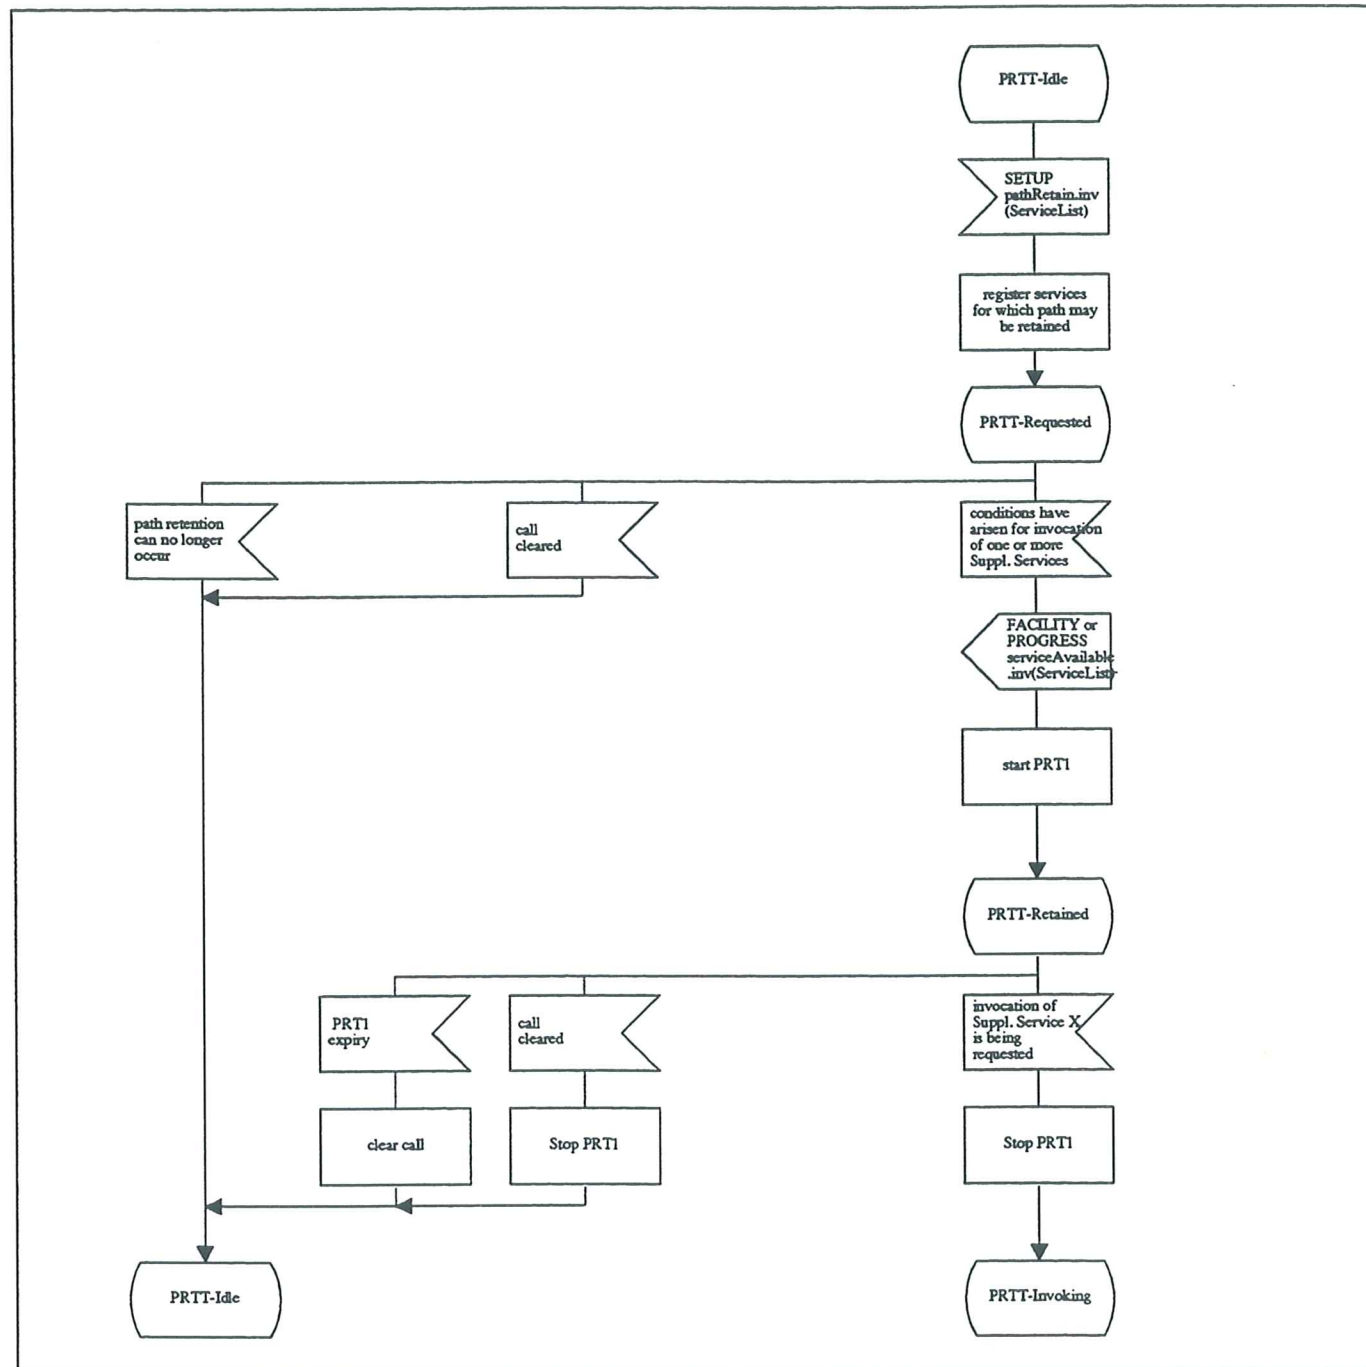 PRTT-Idle
SETUP
pathRetain.inv
(ServiceList)
register services
for which path may
be retained
PRTT-Requested
path retention
can no longer
occur
call
cleared
conditions have
arisen for invocation
of one or more
Suppl. Services
FACILITY or
PROGRESS
serviceAvailable
.inv(ServiceList)
start PRT1
PRTT-Retained
PRT1
expiry
call
cleared
invocation of
Suppl. Service X
is being
requested
clear call
Stop PRT1
Stop PRT1
PRTT-Idle
PRTT-Invoking